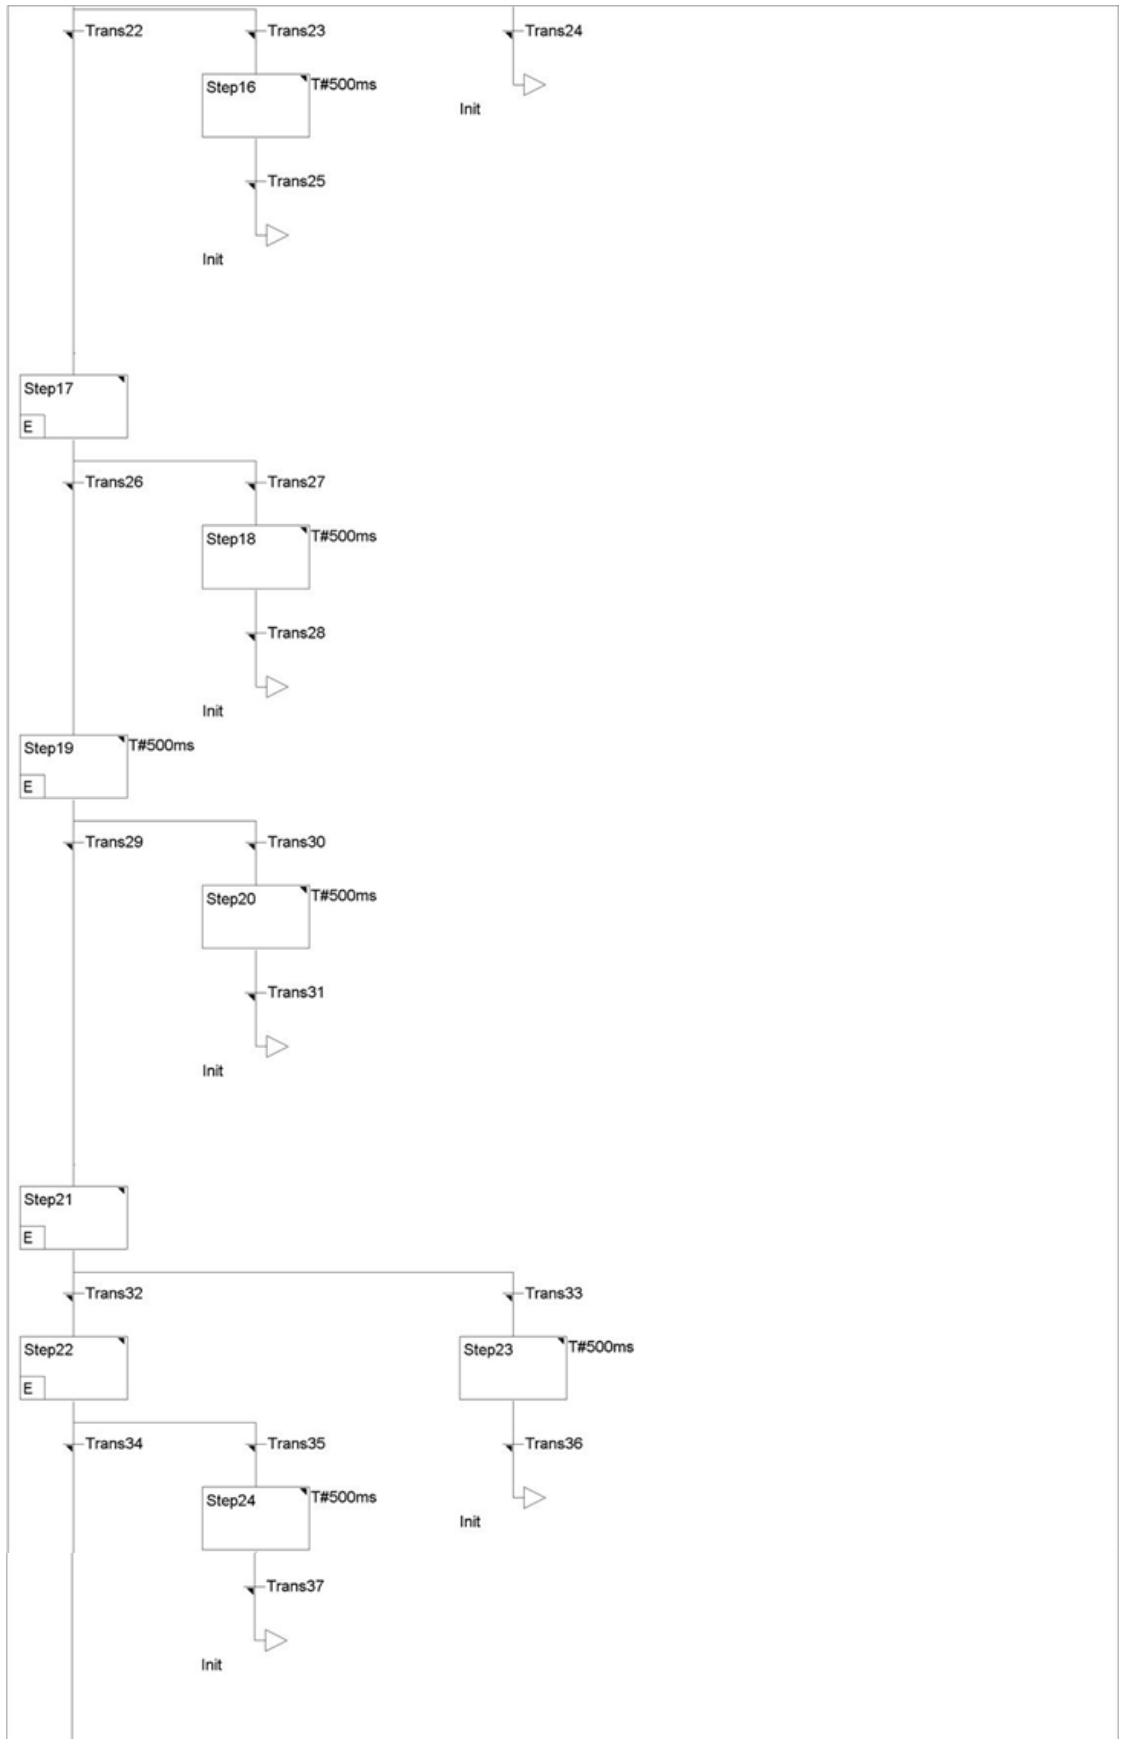 Trans22 Trans23 Trans24
Step16 T#500ms
Init
Trans25
Init
Step17
E
Trans26 Trans27
Step18 T#500ms
Trans28
Init
Step19 T#500ms
E
Trans29 Trans30
Step20 T#500ms
Trans31
Init
Step21
E
Trans32 Trans33
Step22 Step23 T#500ms
E
Trans34 Trans35 Trans36
Step24 T#500ms
Init
Trans37
Init